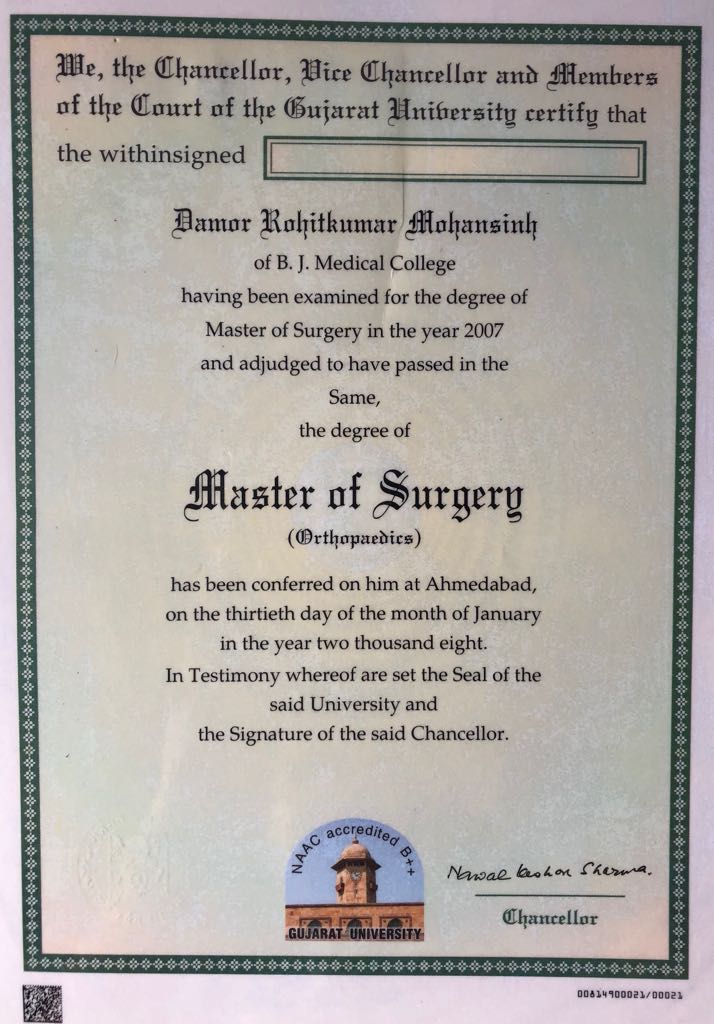 We, the Chancellor, Vice Chancellor and Members
of the Court of the Gujarat University certify that
the withinsigned
Damor Rohitkumar Mohansinh
of B. J. Medical College
having been examined for the degree of
Master of Surgery in the year 2007
and adjudged to have passed in the
Same,
the degree of
Master of Surgery
(Orthopaedics)
has been conferred on him at Ahmedabad,
on the thirtieth day of the month of January
in the year two thousand eight.
In Testimony whereof are set the Seal of the
said University and
the Signature of the said Chancellor.
NAAC accredited B++
GUJARAT UNIVERSITY
Nawal Kishor Sharma.
Chancellor
00814900021/00021